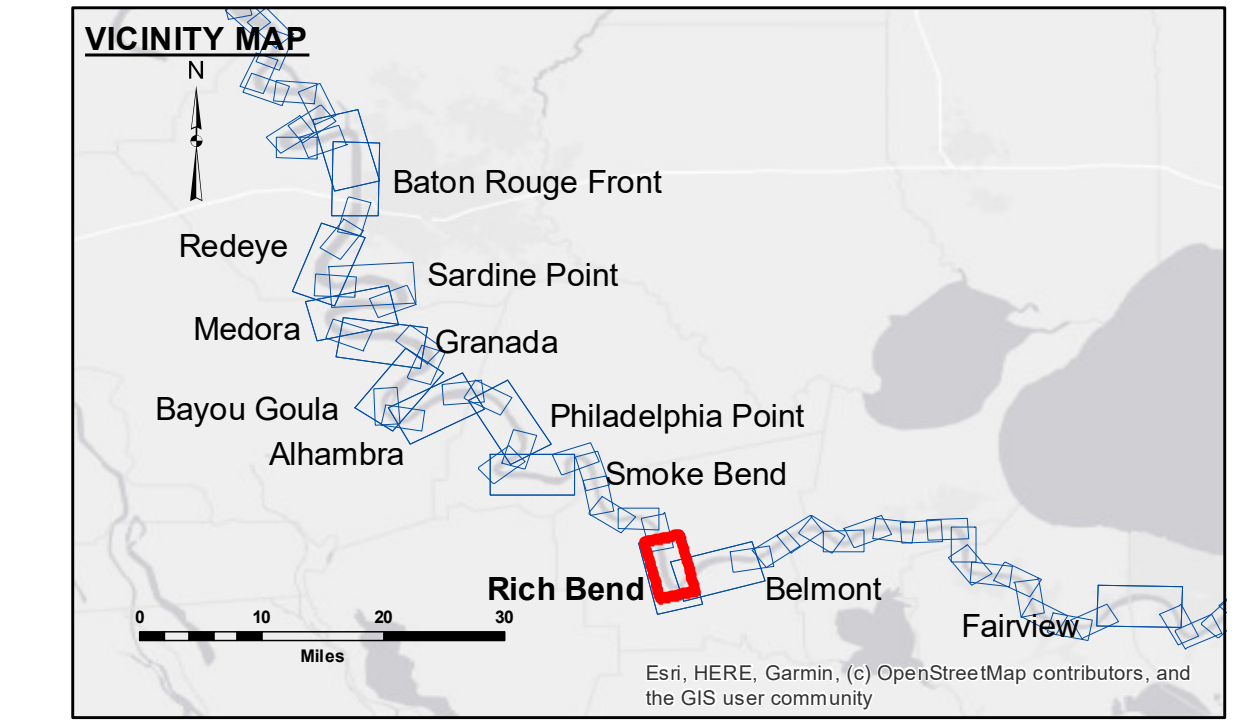 VICINITY MAP
N
Baton Rouge Front
Redeye
Sardine Point
Medora
Granada
Bayou Goula
Philadelphia Point
Alhambra
Smoke Bend
Rich Bend
Belmont
Fairview
0 10 20 30
Miles
Esri, HERE, Garmin, (c) OpenStreetMap contributors, and
the GIS user community